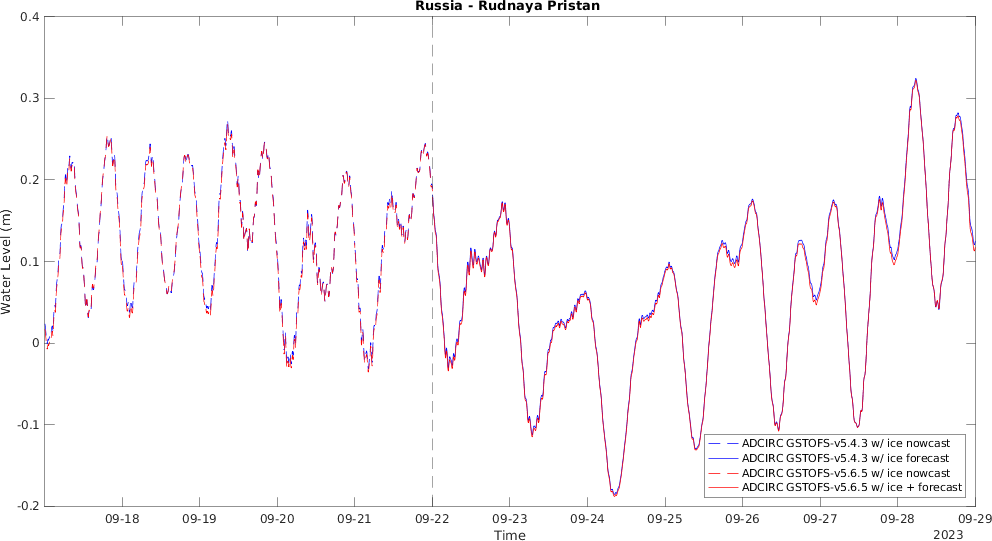 Russia - Rudnaya Pristan
0.4
0.3
0.2
0.1
0
-0.1
-0.2
Water Level (m)
ADCIRC GSTOFS-v5.4.3 w/ ice nowcast
ADCIRC GSTOFS-v5.4.3 w/ ice forecast
ADCIRC GSTOFS-v5.6.5 w/ ice nowcast
ADCIRC GSTOFS-v5.6.5 w/ ice + forecast
09-18 09-19 09-20 09-21 09-22 09-23 09-24 09-25 09-26 09-27 09-28 09-29
Time
2023